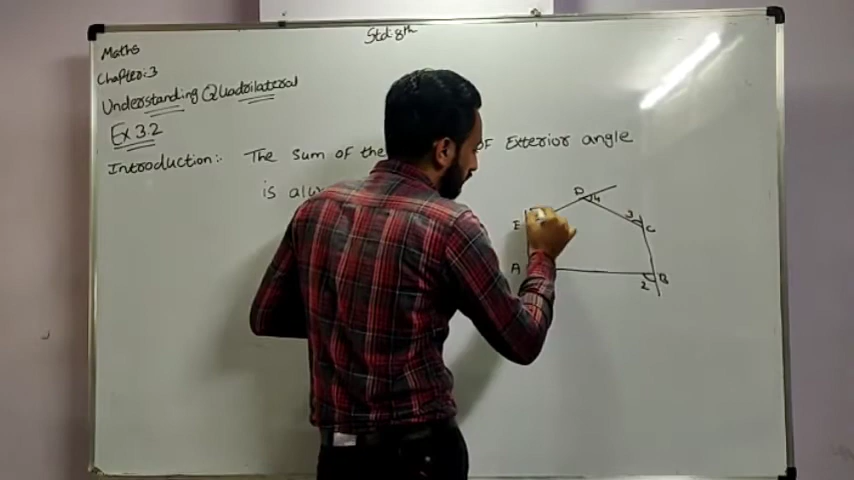 Std:8th
Maths
Chapter:3
Understanding Quadrilateral
Ex 3.2
Introduction:- The sum of the of Exterior angle
is
D 4
3
E C
A B
2